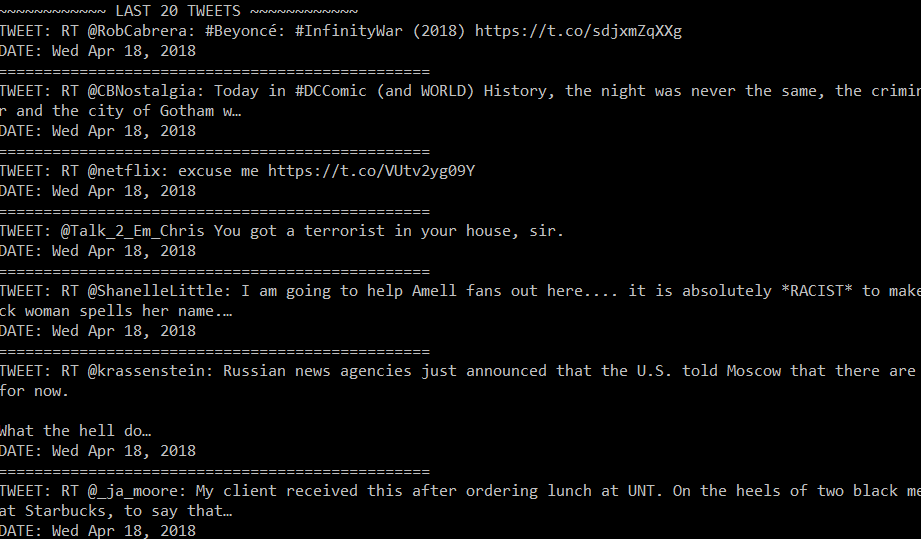 ~~~~~~~~~~~~ LAST 20 TWEETS ~~~~~~~~~~~~
TWEET: RT @RobCabrera: #Beyoncé: #InfinityWar (2018) https://t.co/sdjxmZqXXg
DATE: Wed Apr 18, 2018
================================================
TWEET: RT @CBNostalgia: Today in #DCComic (and WORLD) History, the night was never the same, the crimin
r and the city of Gotham w…
DATE: Wed Apr 18, 2018
================================================
TWEET: RT @netflix: excuse me https://t.co/VUtv2yg09Y
DATE: Wed Apr 18, 2018
================================================
TWEET: @Talk_2_Em_Chris You got a terrorist in your house, sir.
DATE: Wed Apr 18, 2018
================================================
TWEET: RT @ShanelleLittle: I am going to help Amell fans out here.... it is absolutely *RACIST* to make
ck woman spells her name.…
DATE: Wed Apr 18, 2018
================================================
TWEET: RT @krassenstein: Russian news agencies just announced that the U.S. told Moscow that there are
for now.
What the hell do…
DATE: Wed Apr 18, 2018
================================================
TWEET: RT @_ja_moore: My client received this after ordering lunch at UNT. On the heels of two black me
at Starbucks, to say that…
DATE: Wed Apr 18, 2018